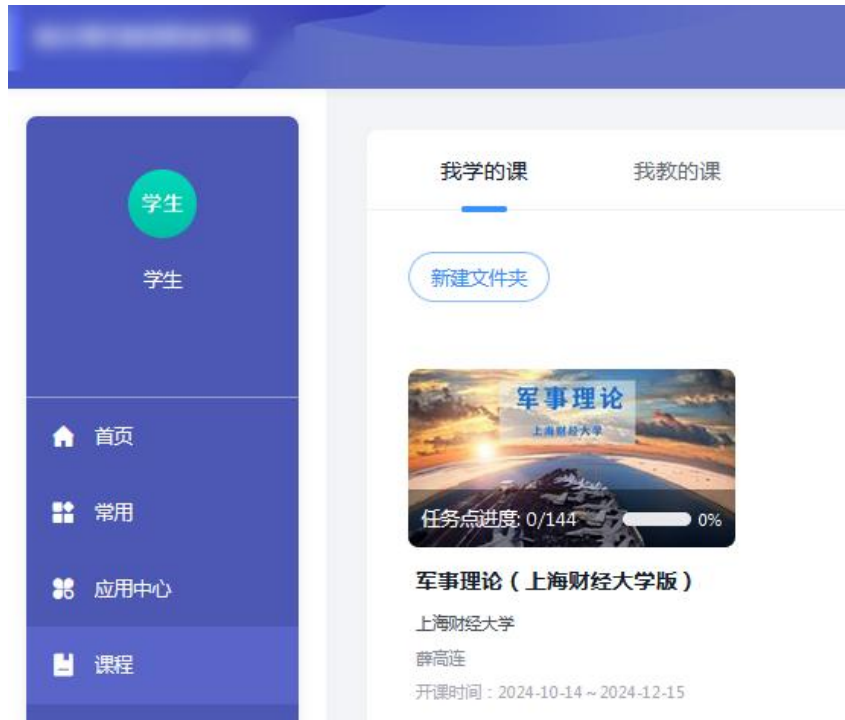 学生
学生
首页
常用
应用中心
课程
我学的课 我教的课
新建文件夹
军事理论
上海财经大学
任务点进度: 0/144 0%
军事理论（上海财经大学版）
上海财经大学
薛高连
开课时间：2024-10-14～2024-12-15